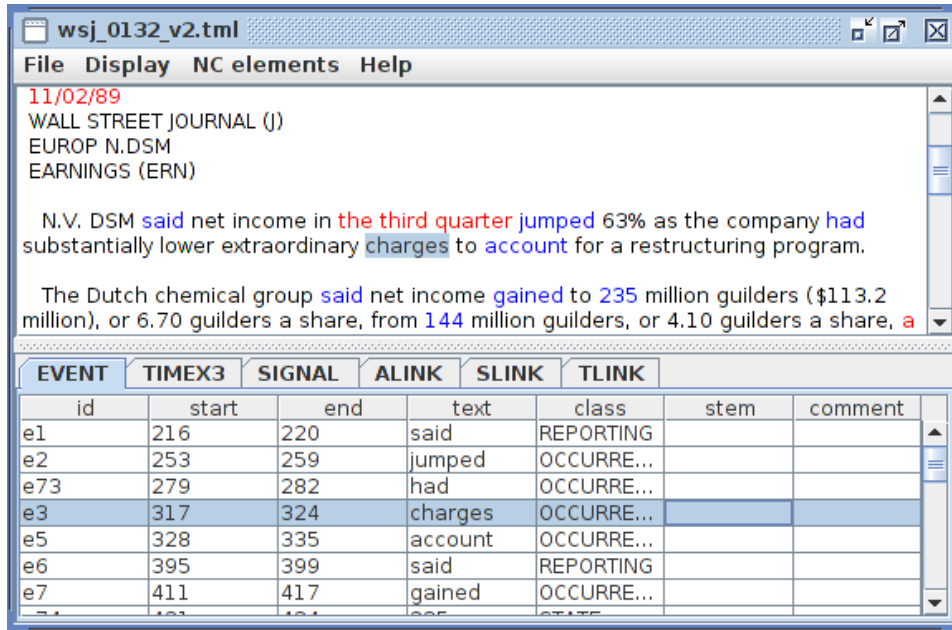 wsj_0132_v2.tml
File Display NC elements Help
11/02/89
WALL STREET JOURNAL (J)
EUROP N.DSM
EARNINGS (ERN)
N.V. DSM said net income in the third quarter jumped 63% as the company had
substantially lower extraordinary charges to account for a restructuring program.
The Dutch chemical group said net income gained to 235 million guilders ($113.2
million), or 6.70 guilders a share, from 144 million guilders, or 4.10 guilders a share, a
EVENT TIMEX3 SIGNAL ALINK SLINK TLINK
id start end text class stem comment
e1 216 220 said REPORTING
e2 253 259 jumped OCCURRE...
e73 279 282 had OCCURRE...
e3 317 324 charges OCCURRE...
e5 328 335 account OCCURRE...
e6 395 399 said REPORTING
e7 411 417 gained OCCURRE...